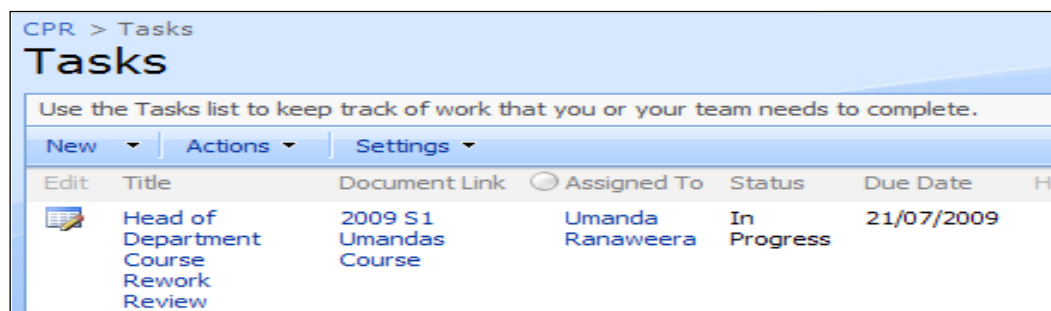 CPR > Tasks
Tasks
Use the Tasks list to keep track of work that you or your team needs to complete.
New Actions Settings
Edit Title Document Link Assigned To Status Due Date H
Head of 2009 S1 Umanda In 21/07/2009
Department Umandas Ranaweera Progress
Course Course
Rework
Review